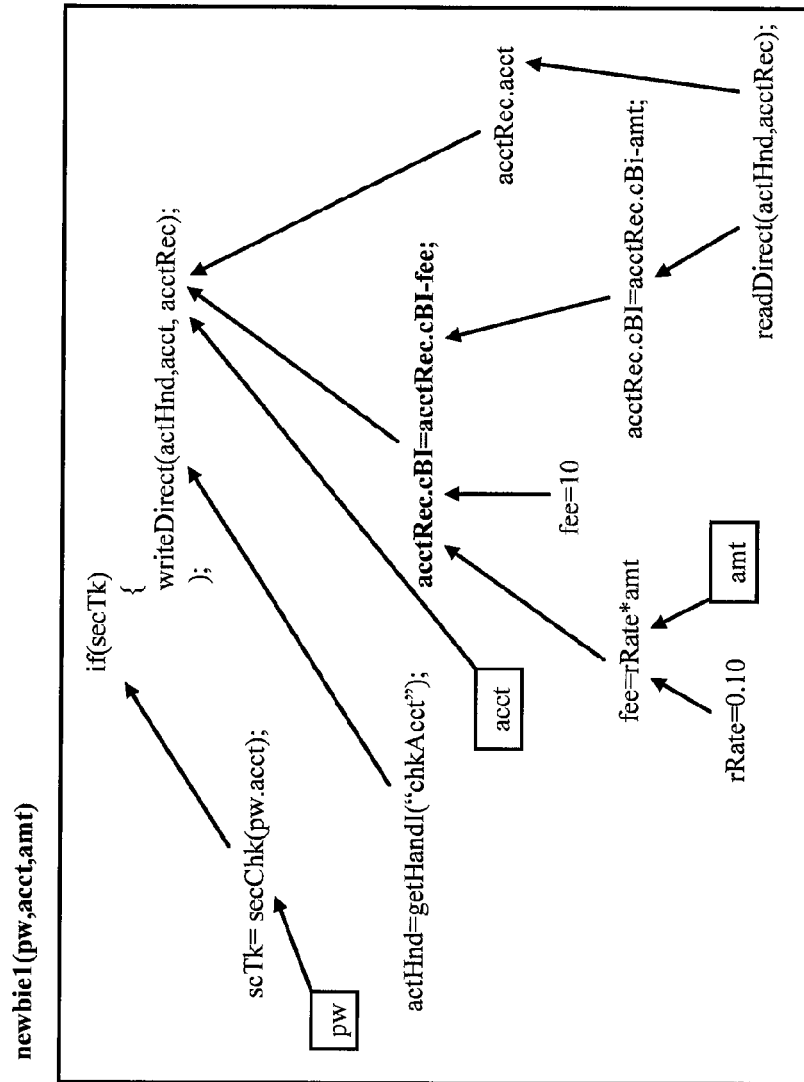 newbie1(pw,acct,amt)
if(secTk)
{
writeDirect(actHnd,acct, acctRec);
);
scTk= secChk(pw.acct);
pw
actHnd=getHandI(“chkAcct”);
acct
acctRec.cBI=acctRec.cBI-fee;
acctRec.acct
fee=10
fee=rRate*amt
rRate=0.10
amt
acctRec.cBI=acctRec.cBi-amt;
readDirect(actHnd,acctRec);